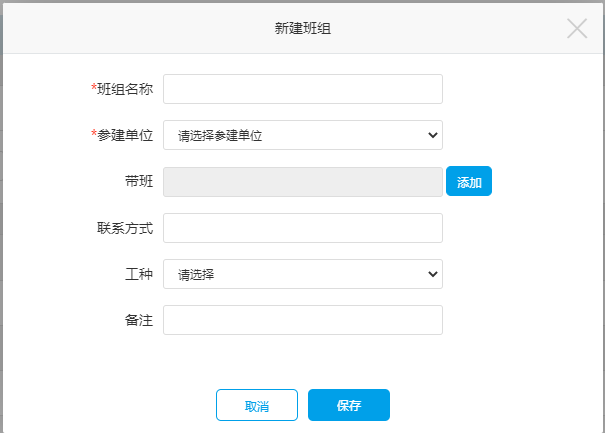 新建班组
*班组名称
*参建单位 请选择参建单位
带班 添加
联系方式
工种 请选择
备注
取消 保存